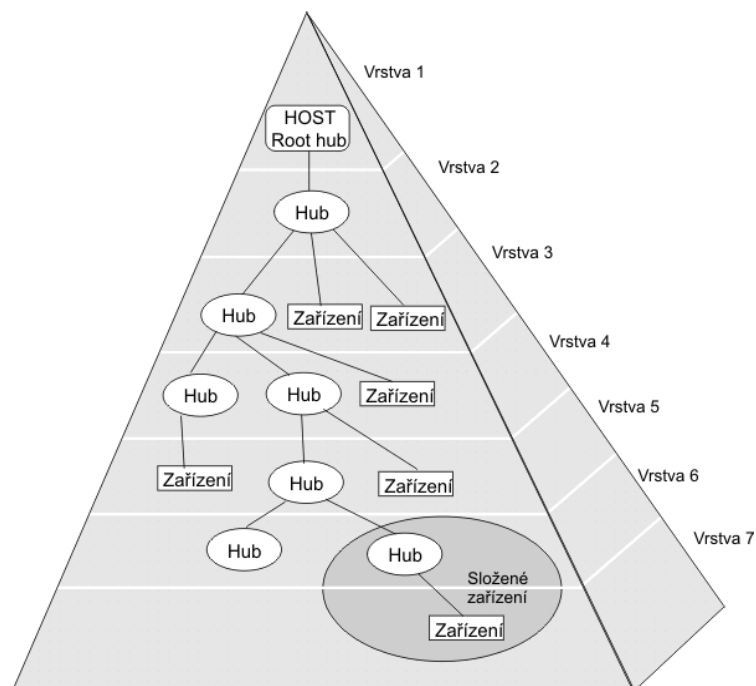 Vrstva 1
HOST
Root hub
Vrstva 2
Hub
Vrstva 3
Hub
Zařízení
Zařízení
Vrstva 4
Hub
Hub
Zařízení
Vrstva 5
Zařízení
Hub
Zařízení
Vrstva 6
Hub
Hub
Vrstva 7
Složené
zařízení
Zařízení